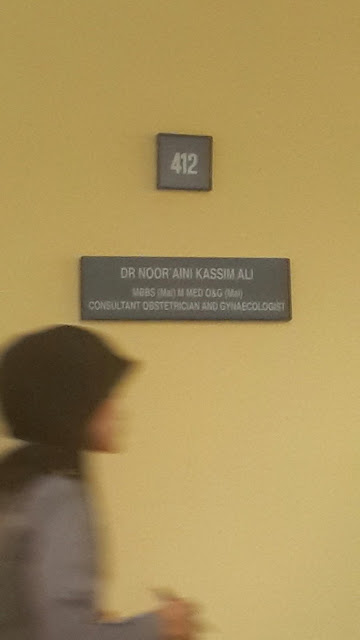 412
DR NOOR'AINI KASSIM ALI
MBBS (Mal) M MED O&G (Mal)
CONSULTANT OBSTETRICIAN AND GYNAECOLOGIST